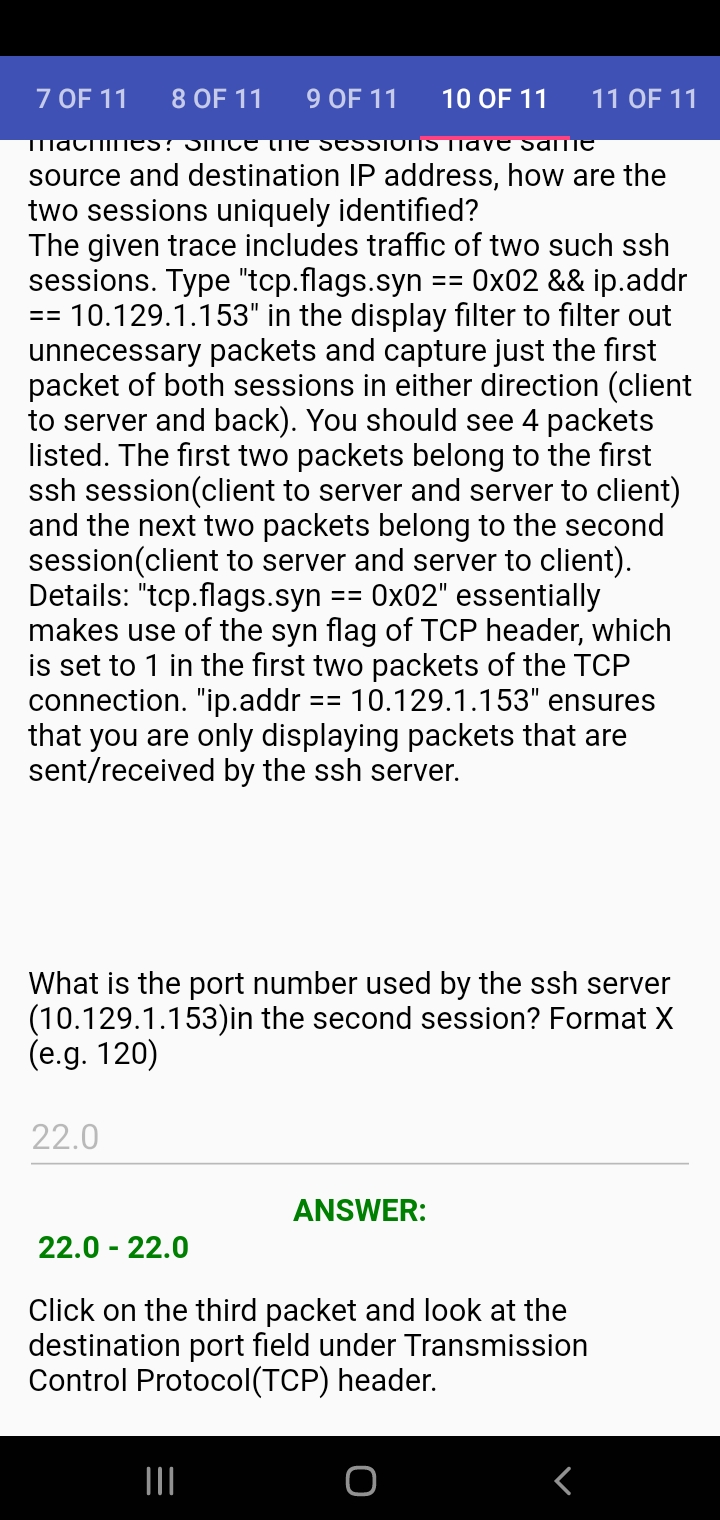 7 OF 11 8 OF 11 9 OF 11 10 OF 11 11 OF 11
machines? Since the sessions have same
source and destination IP address, how are the
two sessions uniquely identified?
The given trace includes traffic of two such ssh
sessions. Type "tcp.flags.syn == 0x02 && ip.addr
== 10.129.1.153" in the display filter to filter out
unnecessary packets and capture just the first
packet of both sessions in either direction (client
to server and back). You should see 4 packets
listed. The first two packets belong to the first
ssh session(client to server and server to client)
and the next two packets belong to the second
session(client to server and server to client).
Details: "tcp.flags.syn == 0x02" essentially
makes use of the syn flag of TCP header, which
is set to 1 in the first two packets of the TCP
connection. "ip.addr == 10.129.1.153" ensures
that you are only displaying packets that are
sent/received by the ssh server.
What is the port number used by the ssh server
(10.129.1.153)in the second session? Format X
(e.g. 120)
22.0
ANSWER:
22.0 - 22.0
Click on the third packet and look at the
destination port field under Transmission
Control Protocol(TCP) header.